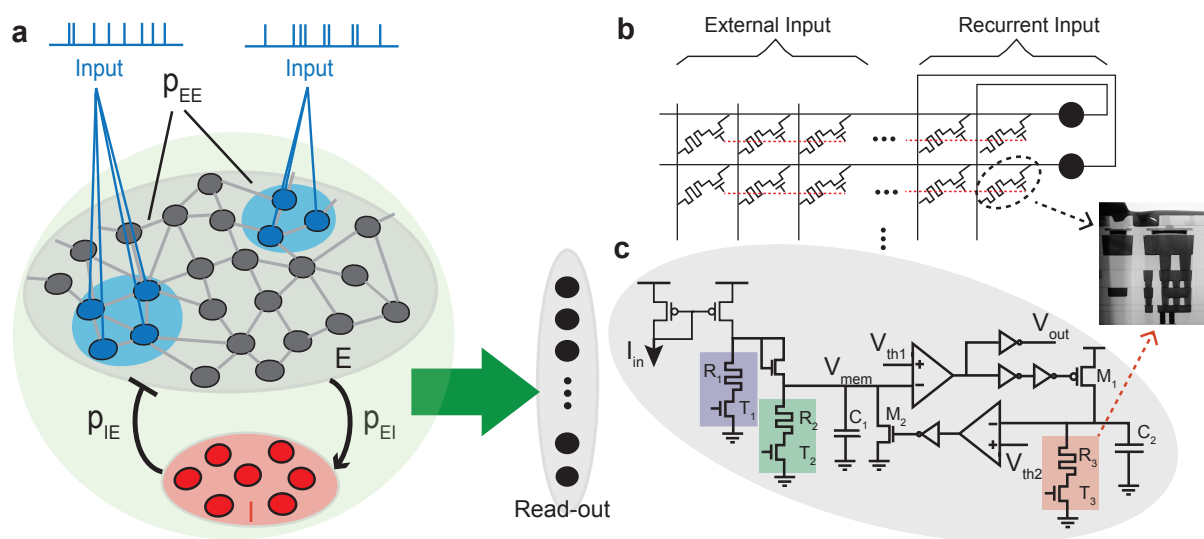 a
Input
Input
p_EE
E
p_IE
p_EI
I
Read-out
b
External Input
Recurrent Input
...
...
...
c
I_in
R_1
T_1
R_2
T_2
V_mem
C_1
M_2
V_th1
+
−
V_out
M_1
−
+
V_th2
R_3
T_3
C_2